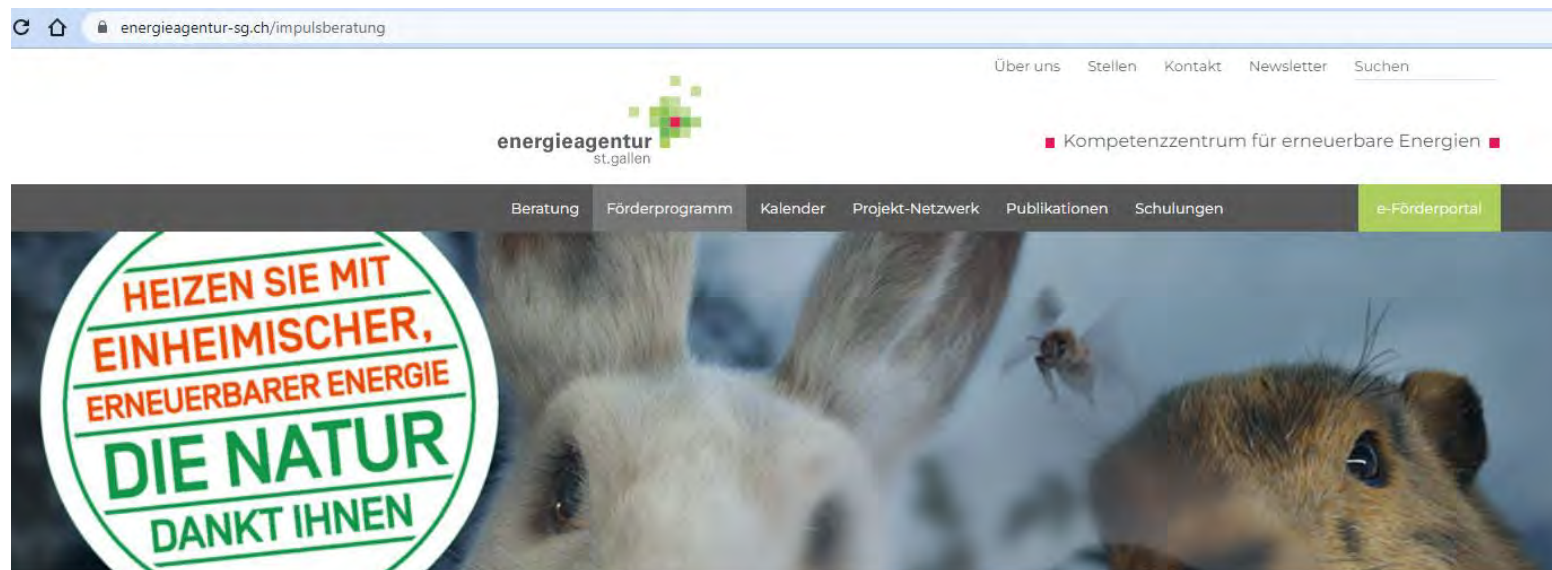 energieagentur-sg.ch/impulsberatung
Über uns Stellen Kontakt Newsletter Suchen
energieagentur
st.gallen
Kompetenzzentrum für erneuerbare Energien
Beratung Förderprogramm Kalender Projekt-Netzwerk Publikationen Schulungen e-Förderportal
HEIZEN SIE MIT
EINHEIMISCHER,
ERNEUERBARER ENERGIE
DIE NATUR
DANKT IHNEN